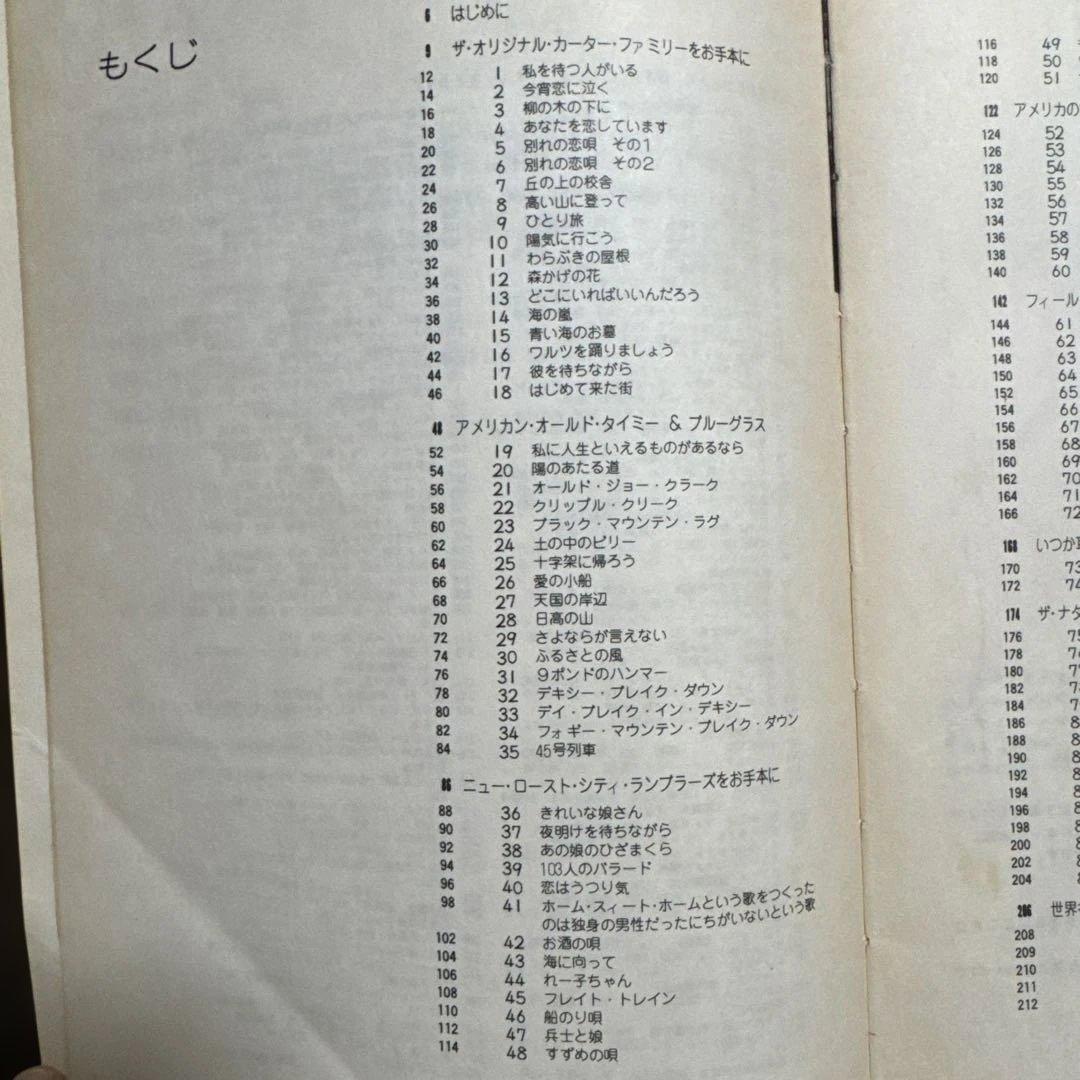 もくじ
6 はじめに
9 ザ・オリジナル・カーター・ファミリーをお手本に
12 1 私を待つ人がいる
14 2 今宵恋に泣く
16 3 柳の木の下に
18 4 あなたを恋しています
20 5 別れの恋唄 その1
22 6 別れの恋唄 その2
24 7 丘の上の校舎
26 8 高い山に登って
28 9 ひとり旅
30 10 陽気に行こう
32 11 わらぶきの屋根
34 12 森かげの花
36 13 どこにいればいいんだろう
38 14 海の嵐
40 15 青い海のお墓
42 16 ワルツを踊りましょう
44 17 彼を待ちながら
46 18 はじめて来た街
48 アメリカン・オールド・タイミー & ブルーグラス
52 19 私に人生といえるものがあるなら
54 20 陽のあたる道
56 21 オールド・ジョー・クラーク
58 22 クリップル・クリーク
60 23 ブラック・マウンテン・ラグ
62 24 土の中のビリー
64 25 十字架に帰ろう
66 26 愛の小船
68 27 天国の岸辺
70 28 日高の山
72 29 さよならが言えない
74 30 ふるさとの風
76 31 9ポンドのハンマー
78 32 デキシー・ブレイク・ダウン
80 33 デイ・ブレイク・イン・デキシー
82 34 フォギー・マウンテン・ブレイク・ダウン
84 35 45号列車
86 ニュー・ロースト・シティ・ランブラーズをお手本に
88 36 きれいな娘さん
90 37 夜明けを待ちながら
92 38 あの娘のひざまくら
94 39 103人のバラード
96 40 恋はうつり気
98 41 ホーム・スィート・ホームという歌をつくった
のは独身の男性だったにちがいないという歌
102 42 お酒の唄
104 43 海に向って
106 44 れー子ちゃん
108 45 フレイト・トレイン
110 46 船のり唄
112 47 兵士と娘
114 48 すずめの唄
116 49
118 50
120 51
122 アメリカの
124 52
126 53
128 54
130 55
132 56
134 57
136 58
138 59
140 60
142 フィール
144 61
146 62
148 63
150 64
152 65
154 66
156 67
158 68
160 69
162 70
164 71
166 72
168 いつか
170 73
172 74
174 ザ・ナタ
176 75
178
180
182
184
186
188
190
192
194
196
198
200
202
204
206 世界
208
209
210
211
212